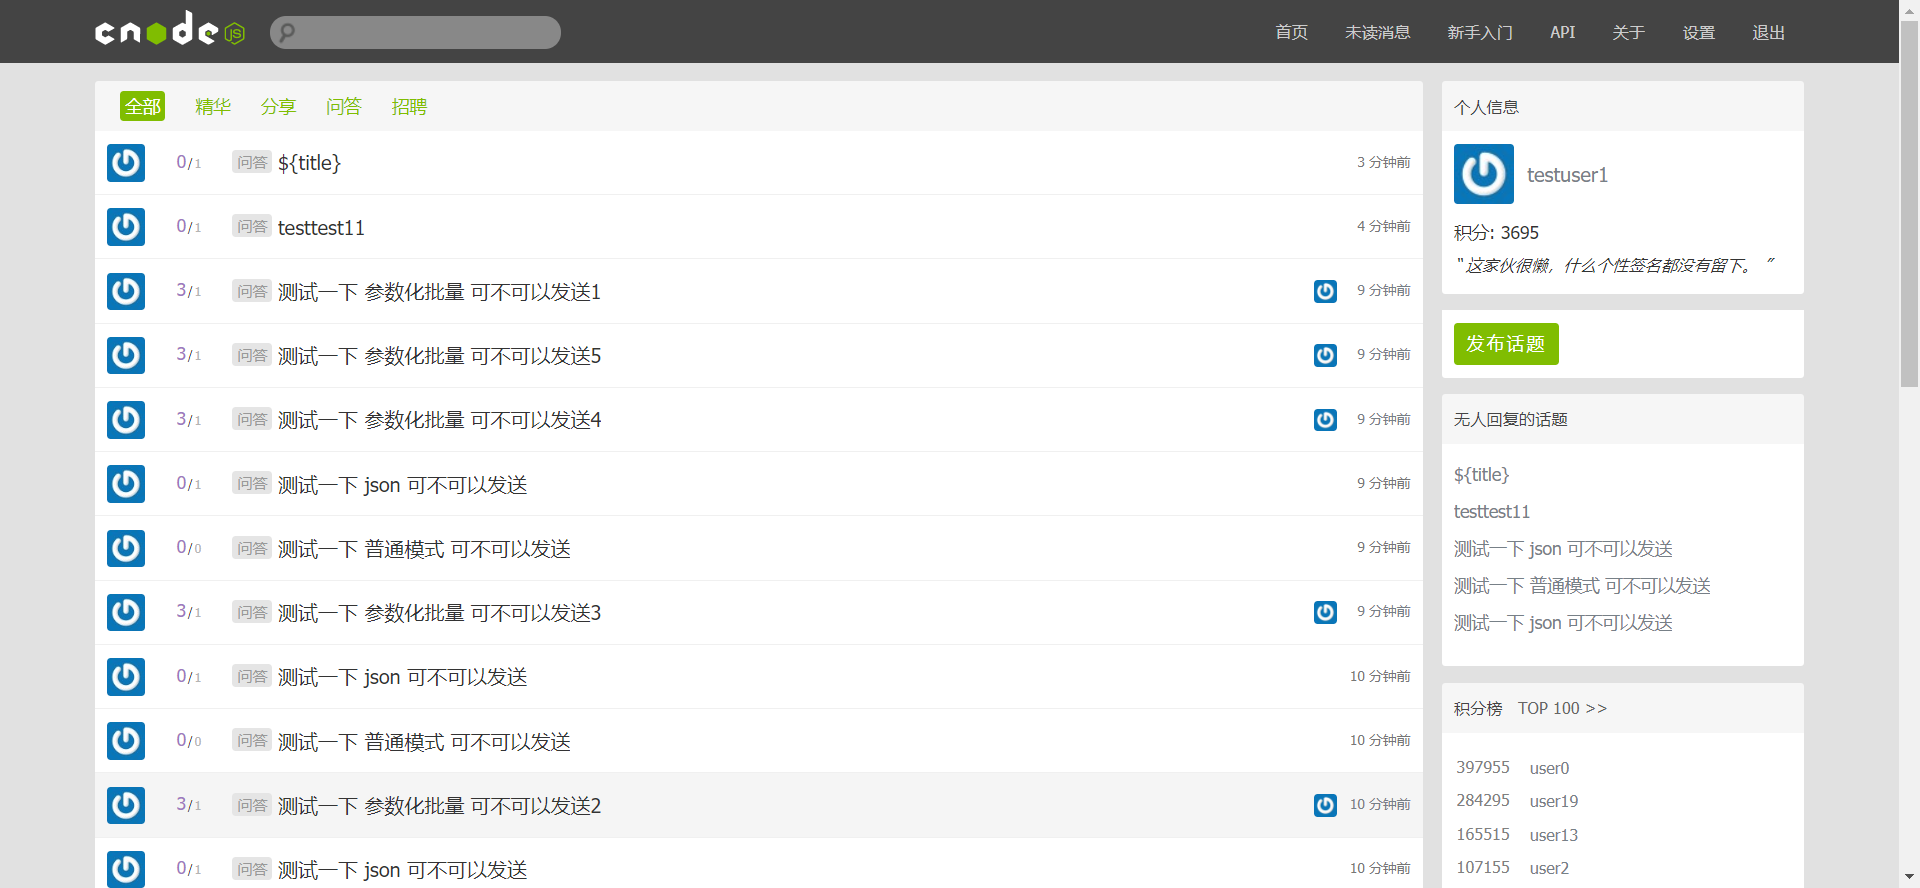 cnode JS
首页 未读消息 新手入门 API 关于 设置 退出
全部 精华 分享 问答 招聘
0/1 问答 ${title} 3 分钟前
0/1 问答 testtest11 4 分钟前
3/1 问答 测试一下 参数化批量 可不可以发送1 9 分钟前
3/1 问答 测试一下 参数化批量 可不可以发送5 9 分钟前
3/1 问答 测试一下 参数化批量 可不可以发送4 9 分钟前
0/1 问答 测试一下 json 可不可以发送 9 分钟前
0/0 问答 测试一下 普通模式 可不可以发送 9 分钟前
3/1 问答 测试一下 参数化批量 可不可以发送3 9 分钟前
0/1 问答 测试一下 json 可不可以发送 10 分钟前
0/0 问答 测试一下 普通模式 可不可以发送 10 分钟前
3/1 问答 测试一下 参数化批量 可不可以发送2 10 分钟前
0/1 问答 测试一下 json 可不可以发送 10 分钟前
个人信息
testuser1
积分: 3695
“ 这家伙很懒，什么个性签名都没有留下。 ”
发布话题
无人回复的话题
${title}
testtest11
测试一下 json 可不可以发送
测试一下 普通模式 可不可以发送
测试一下 json 可不可以发送
积分榜 TOP 100 >>
397955 user0
284295 user19
165515 user13
107155 user2